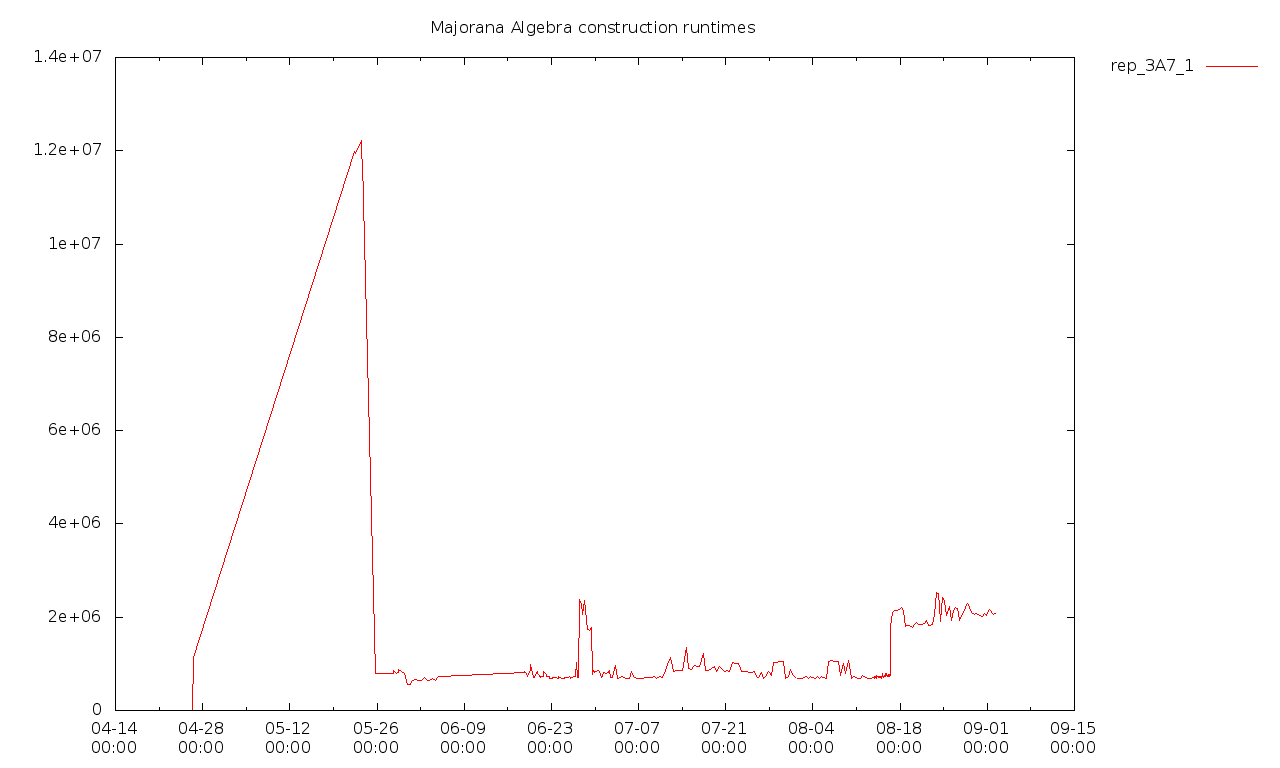 Majorana Algebra construction runtimes
rep_3A7_1
1.4e+07
1.2e+07
1e+07
8e+06
6e+06
4e+06
2e+06
0
04-14 04-28 05-12 05-26 06-09 06-23 07-07 07-21 08-04 08-18 09-01 09-15
00:00 00:00 00:00 00:00 00:00 00:00 00:00 00:00 00:00 00:00 00:00 00:00